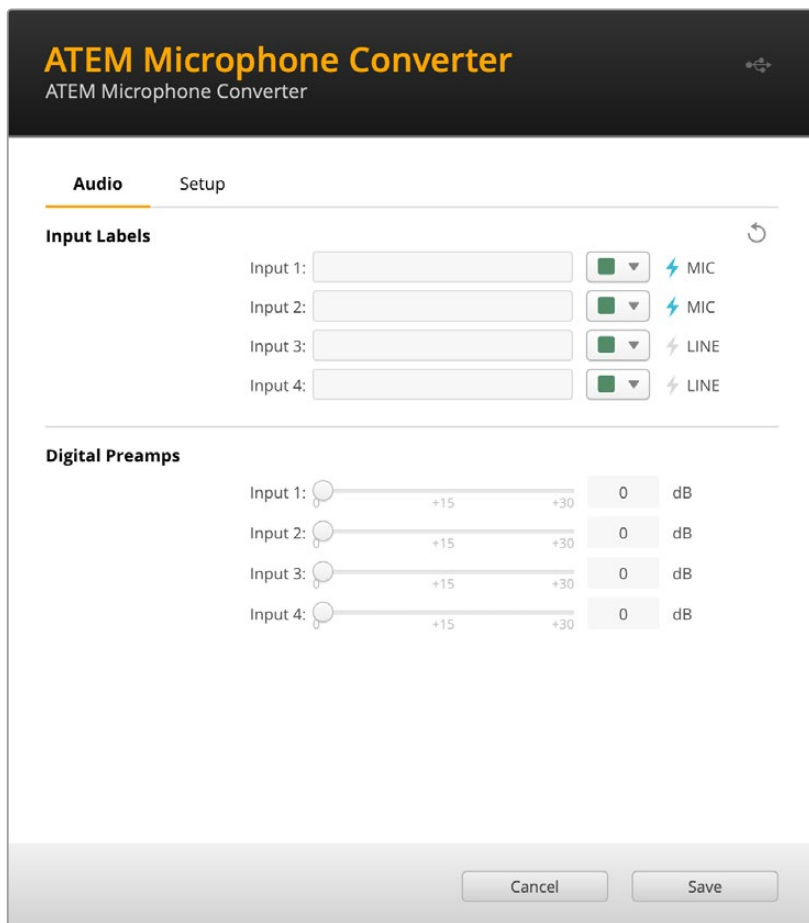 ATEM Microphone Converter
ATEM Microphone Converter
Audio Setup
Input Labels
Input 1: MIC
Input 2: MIC
Input 3: LINE
Input 4: LINE
Digital Preamps
Input 1: 0 dB
0 +15 +30
Input 2: 0 dB
0 +15 +30
Input 3: 0 dB
0 +15 +30
Input 4: 0 dB
0 +15 +30
Cancel Save